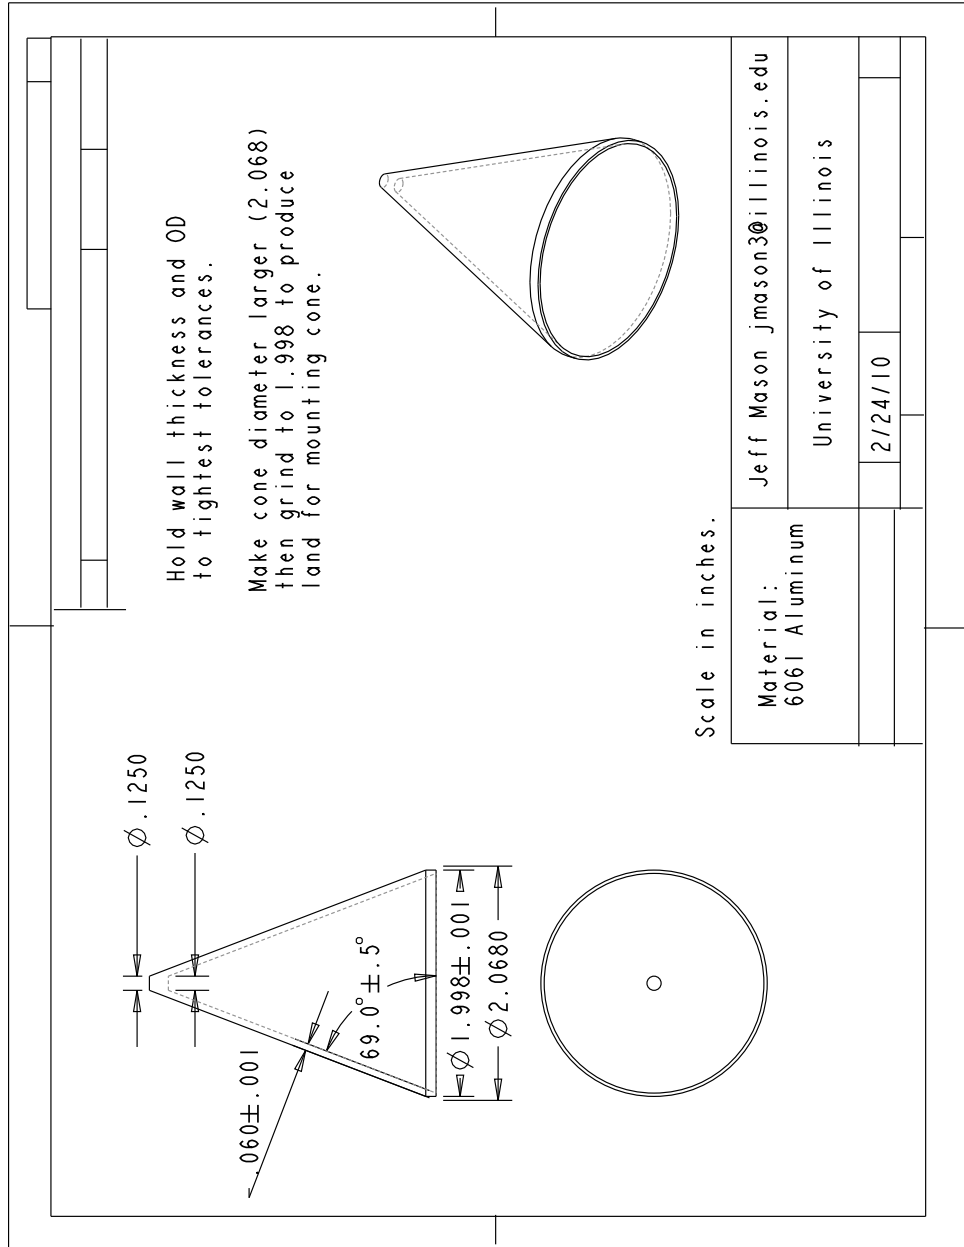 Hold wall thickness and OD
to tightest tolerances.
Make cone diameter larger (2.068)
then grind to 1.998 to produce
land for mounting cone.
Ø.1250
Ø.1250
.060±.001
69.0°±.5°
Ø1.998±.001
Ø2.0680
Scale in inches.
Material:
6061 Aluminum
Jeff Mason jmason3@illinois.edu
University of Illinois
2/24/10